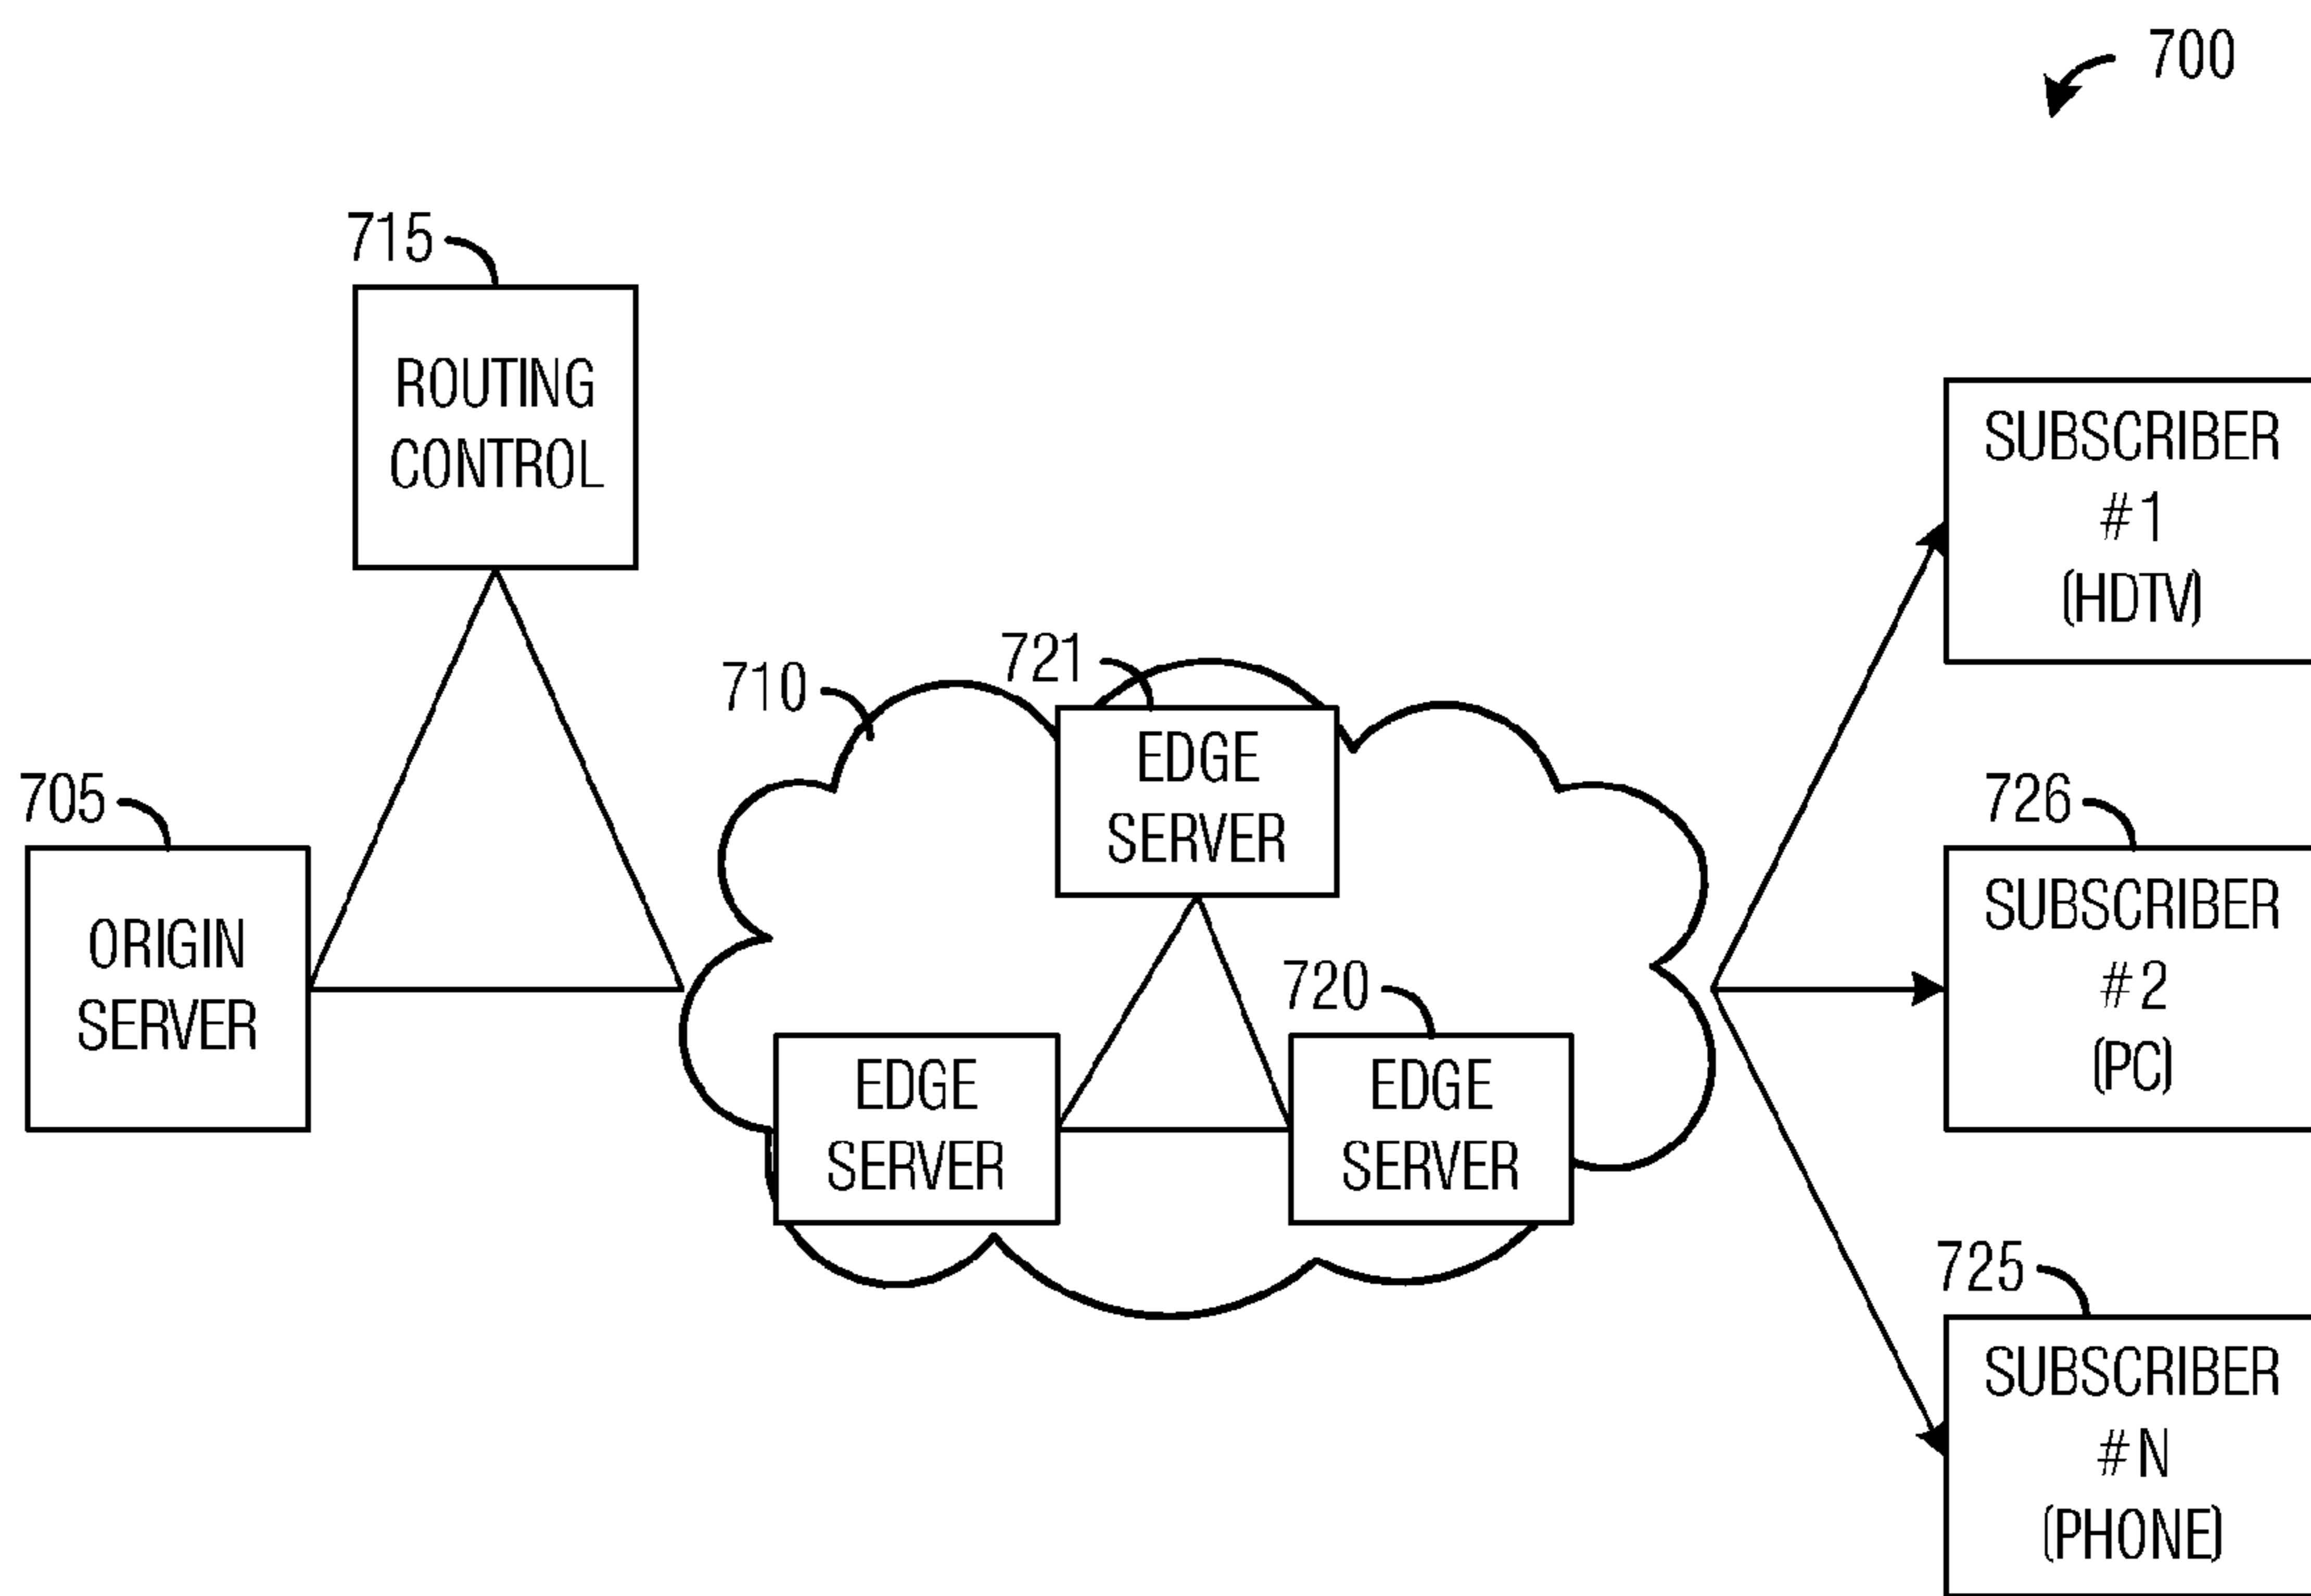 700
715
ROUTING
CONTROL
SUBSCRIBER
#1
(HDTV)
721
710
EDGE
SERVER
705
726
ORIGIN
SERVER
SUBSCRIBER
#2
(PC)
720
EDGE
SERVER
EDGE
SERVER
725
SUBSCRIBER
#N
(PHONE)